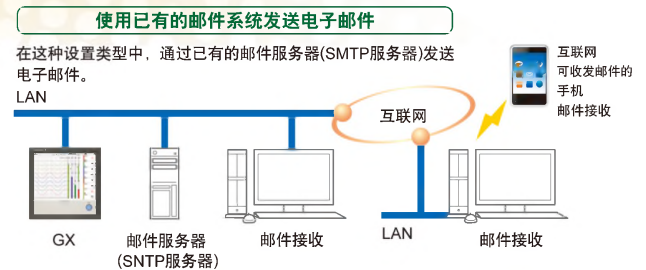 使用已有的邮件系统发送电子邮件
在这种设置类型中，通过已有的邮件服务器(SMTP服务器)发送
电子邮件。
LAN
互联网
互联网
可收发邮件的
手机
邮件接收
GX
邮件服务器
(SNTP服务器)
邮件接收
LAN
邮件接收